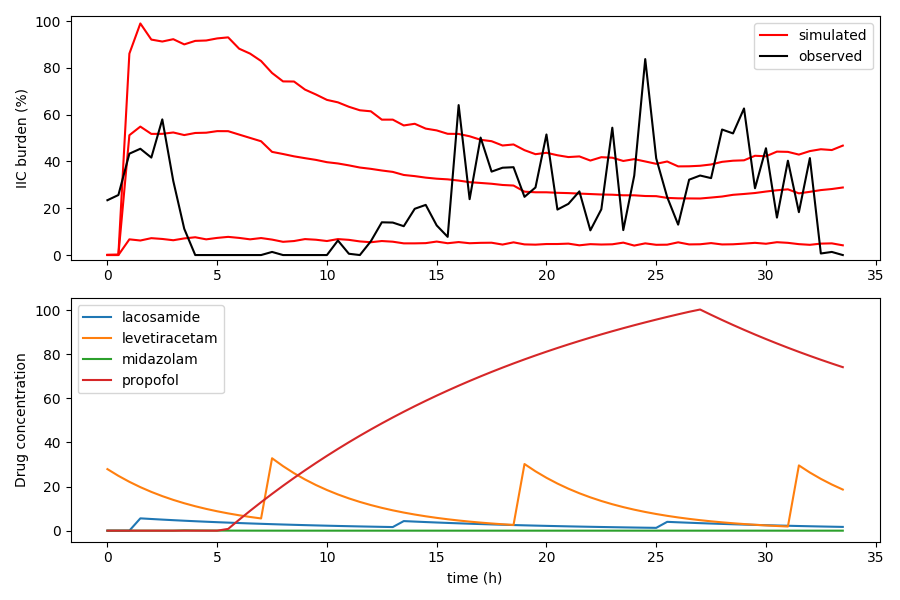 100
80
60
40
20
0
IIC burden (%)
simulated
observed
0 5 10 15 20 25 30 35
100
80
60
40
20
0
Drug concentration
lacosamide
levetiracetam
midazolam
propofol
0 5 10 15 20 25 30 35
time (h)